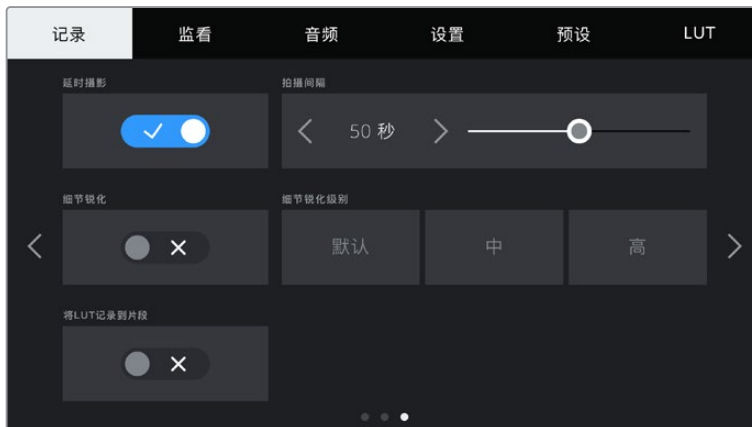 记录 监看 音频 设置 预设 LUT
延时摄影 拍摄间隔
50 秒
细节锐化 细节锐化级别
默认 中 高
将LUT记录到片段